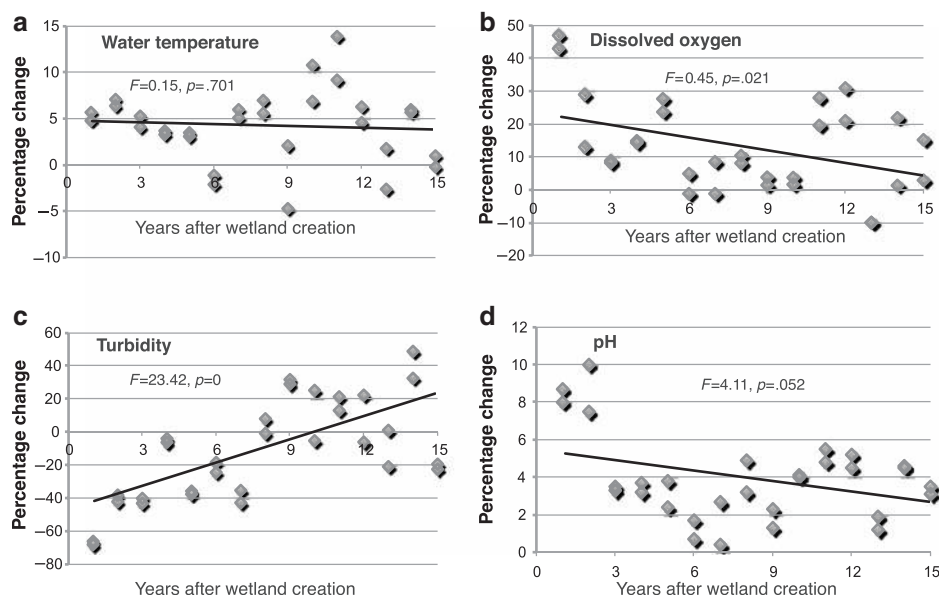 a
Water temperature
F=0.15, p=.701
Percentage change
15
10
5
0
−5
−10
0 3 6 9 12 15
Years after wetland creation
b
Dissolved oxygen
F=0.45, p=.021
Percentage change
50
40
30
20
10
0
−10
−20
0 3 6 9 12 15
Years after wetland creation
c
Turbidity
F=23.42, p=0
Percentage change
60
40
20
0
−20
−40
−60
−80
0 3 6 9 12 15
Years after wetland creation
d
pH
F=4.11, p=.052
Percentage change
12
10
8
6
4
2
0
0 3 6 9 12 15
Years after wetland creation